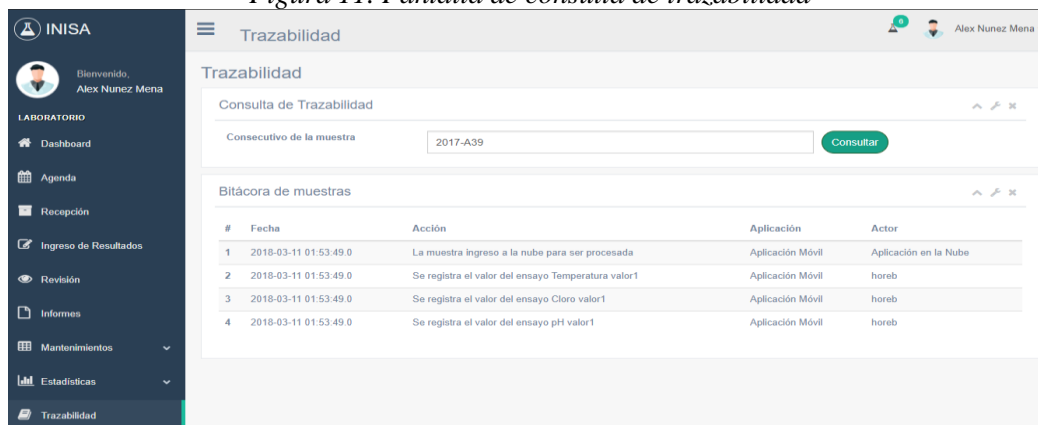 Figura 11. Pantalla de consulta de trazabilidad
INISA
Trazabilidad
6
Alex Nunez Mena
Bienvenido,
Alex Nunez Mena
LABORATORIO
Dashboard
Agenda
Recepción
Ingreso de Resultados
Revisión
Informes
Mantenimientos
Estadísticas
Trazabilidad
Trazabilidad
Consulta de Trazabilidad
Consecutivo de la muestra
2017-A39
Consultar
Bitácora de muestras
# Fecha Acción Aplicación Actor
1 2018-03-11 01:53:49.0 La muestra ingreso a la nube para ser procesada Aplicación Móvil Aplicación en la Nube
2 2018-03-11 01:53:49.0 Se registra el valor del ensayo Temperatura valor1 Aplicación Móvil horeb
3 2018-03-11 01:53:49.0 Se registra el valor del ensayo Cloro valor1 Aplicación Móvil horeb
4 2018-03-11 01:53:49.0 Se registra el valor del ensayo pH valor1 Aplicación Móvil horeb